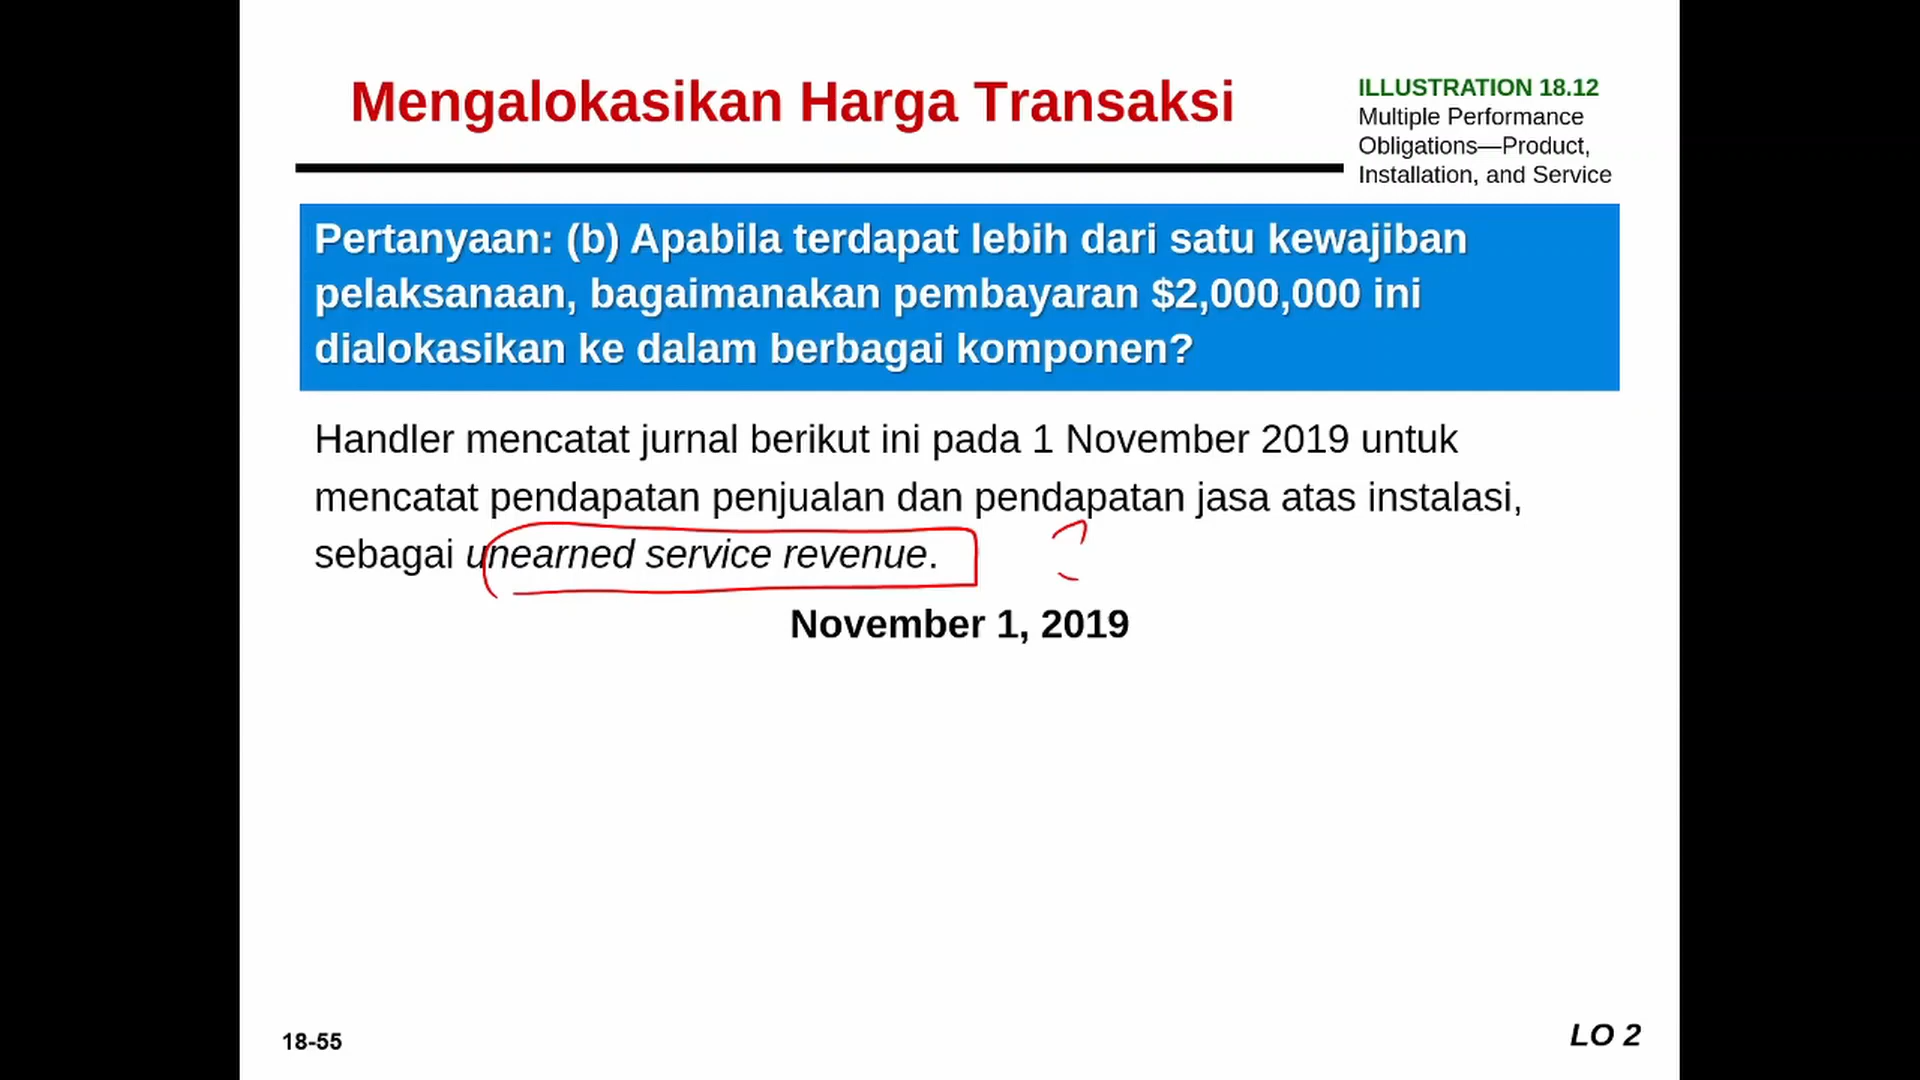 Mengalokasikan Harga Transaksi
ILLUSTRATION 18.12
Multiple Performance
Obligations—Product,
Installation, and Service
Pertanyaan: (b) Apabila terdapat lebih dari satu kewajiban
pelaksanaan, bagaimanakan pembayaran $2,000,000 ini
dialokasikan ke dalam berbagai komponen?
Handler mencatat jurnal berikut ini pada 1 November 2019 untuk
mencatat pendapatan penjualan dan pendapatan jasa atas instalasi,
sebagai unearned service revenue.
November 1, 2019
18-55
LO 2